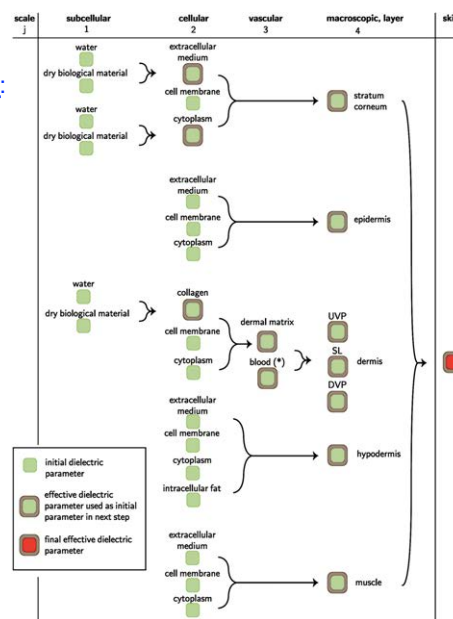 scale subcellular cellular vascular macroscopic, layer ski
j 1 2 3 4
water
dry biological material
water
dry biological material
extracellular
medium
cell membrane
cytoplasm
stratum
corneum
extracellular
medium
cell membrane
cytoplasm
epidermis
water
dry biological material
collagen
cell membrane
cytoplasm
dermal matrix
blood (*)
UVP
SL
dermis
DVP
extracellular
medium
cell membrane
cytoplasm
intracellular fat
hypodermis
extracellular
medium
cell membrane
cytoplasm
muscle
initial dielectric
parameter
effective dielectric
parameter used as initial
parameter in next step
final effective dielectric
parameter